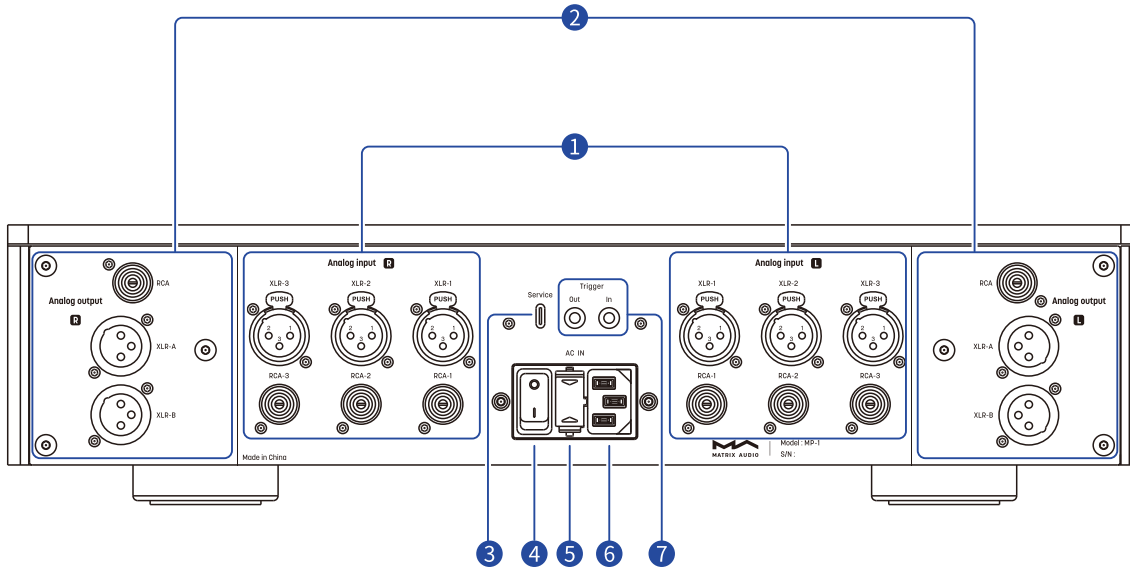 2
1
Analog input R
Analog input L
XLR-3 XLR-2 XLR-1
PUSH PUSH PUSH
2 1 3 2 1 3 2 1 3
RCA-3 RCA-2 RCA-1
RCA
Analog output
R
XLR-A
XLR-B
Made in China
Service
Trigger
Out In
AC IN
XLR-1 XLR-2 XLR-3
PUSH PUSH PUSH
2 1 3 2 1 3 2 1 3
RCA-1 RCA-2 RCA-3
RCA
Analog output
L
XLR-A
XLR-B
MATRIX AUDIO
Model : MP-1
S/N :
3 4 5 6 7